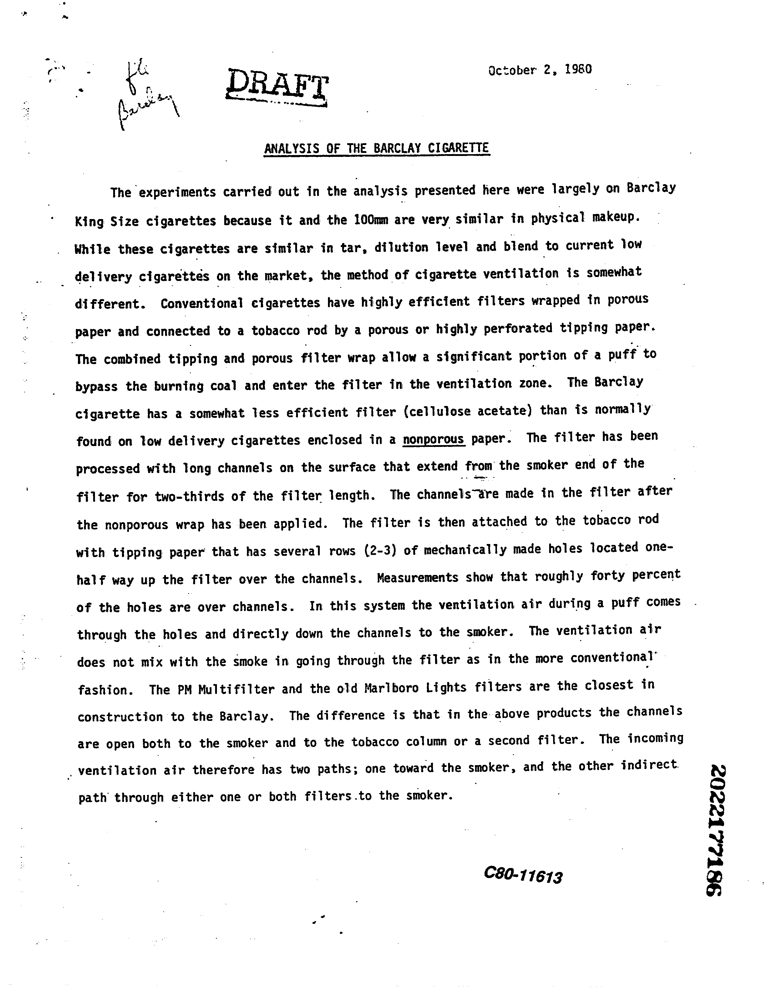 October 2, 1980
file
Barclay
DRAFT
ANALYSIS OF THE BARCLAY CIGARETTE
The experiments carried out in the analysis presented here were largely on Barclay
King Size cigarettes because it and the 100mm are very similar in physical makeup.
While these cigarettes are similar in tar, dilution level and blend to current low
delivery cigarettes on the market, the method of cigarette ventilation is somewhat
different. Conventional cigarettes have highly efficient filters wrapped in porous
paper and connected to a tobacco rod by a porous or highly perforated tipping paper.
The combined tipping and porous filter wrap allow a significant portion of a puff to
bypass the burning coal and enter the filter in the ventilation zone. The Barclay
cigarette has a somewhat less efficient filter (cellulose acetate) than is normally
found on low delivery cigarettes enclosed in a nonporous paper. The filter has been
processed with long channels on the surface that extend from the smoker end of the
filter for two-thirds of the filter length. The channels are made in the filter after
the nonporous wrap has been applied. The filter is then attached to the tobacco rod
with tipping paper that has several rows (2-3) of mechanically made holes located one-
half way up the filter over the channels. Measurements show that roughly forty percent
of the holes are over channels. In this system the ventilation air during a puff comes
through the holes and directly down the channels to the smoker. The ventilation air
does not mix with the smoke in going through the filter as in the more conventional
fashion. The PM Multifilter and the old Marlboro Lights filters are the closest in
construction to the Barclay. The difference is that in the above products the channels
are open both to the smoker and to the tobacco column or a second filter. The incoming
ventilation air therefore has two paths; one toward the smoker, and the other indirect
path through either one or both filters to the smoker.
C80-11613
2022177186